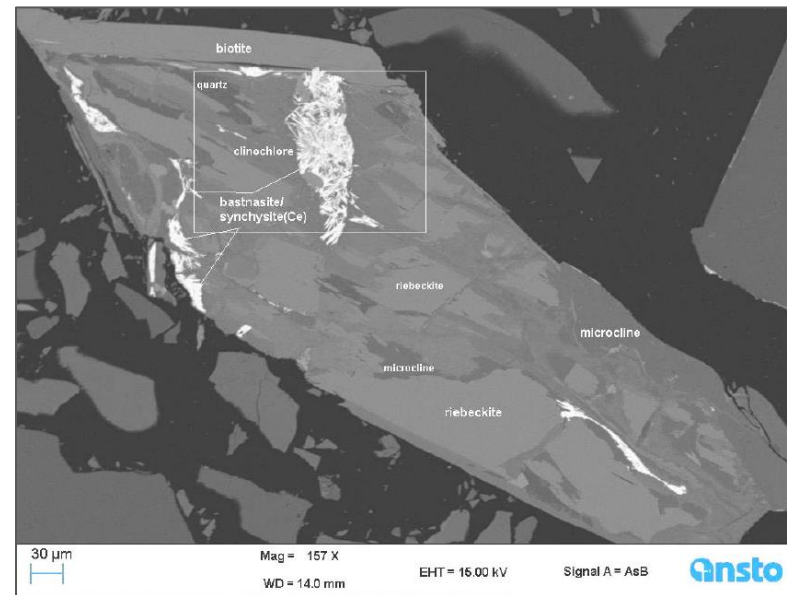 biotite
quartz
clinochlore
bastnasite/
synchysite(Ce)
riebeckite
microcline
microcline
riebeckite
30 µm
Mag = 157 X
WD = 14.0 mm
EHT = 15.00 kV
Signal A = AsB
ansto